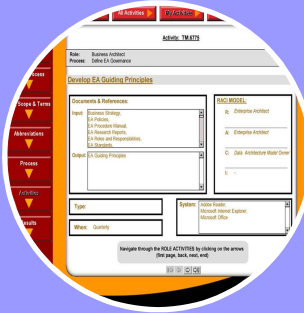 All Activities
My Activities
Activity: TM.6775
Role: Business Architect
Process: Define EA Governance
Develop EA Guiding Principles
Documents & References:
Input: Business Strategy,
EA Policies,
EA Procedure Manual,
EA Research Reports,
EA Roles and Responsibilities,
EA Standards,
Output: EA Guiding Principles
RACI MODEL:
R: Enterprise Architect
A: Enterprise Architect
C: Data Architecture Model Owner
I: -
Type:
When: Quarterly
System: Adobe Reader,
Microsoft Internet Explorer,
Microsoft Office
Navigate through the ROLE ACTIVITIES by clicking on the arrows
(first page, back, next, end)
Scope & Terms
Abbreviations
Process
Activities